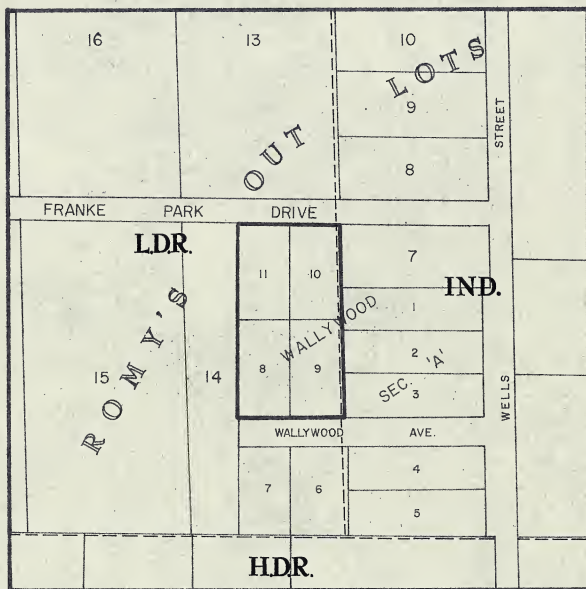 16 13 10
LOTS
9
STREET
OUT
8
FRANKE PARK DRIVE
L.D.R.
7
11 10
IND.
ROMY'S
WALLYWOOD
1
2
SEC. 'A'
15 14
8 9
3
WELLS
WALLYWOOD AVE.
7 6
4
5
H.D.R.